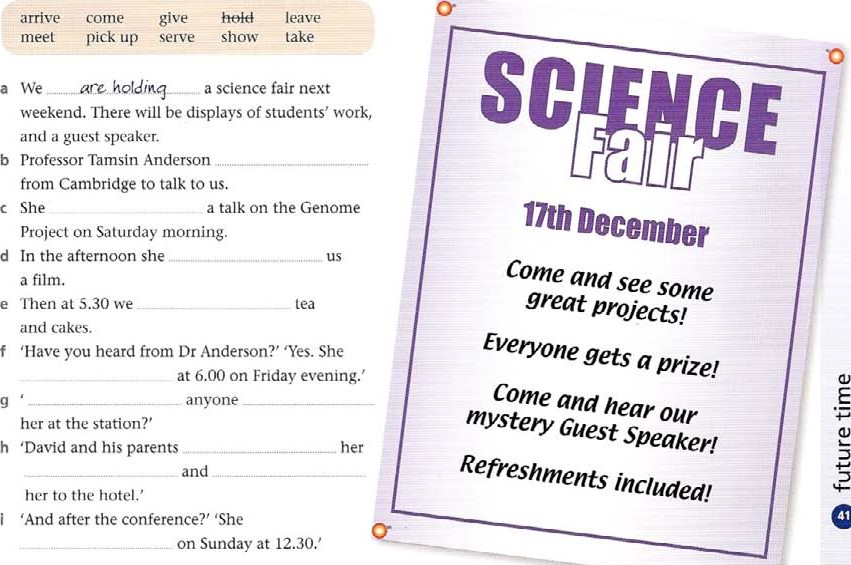 arrive come give hold leave
meet pick up serve show take
a We are holding a science fair next
weekend. There will be displays of students' work,
and a guest speaker.
b Professor Tamsin Anderson
from Cambridge to talk to us.
c She a talk on the Genome
Project on Saturday morning.
d In the afternoon she us
a film.
e Then at 5.30 we tea
and cakes.
f 'Have you heard from Dr Anderson?' 'Yes. She
at 6.00 on Friday evening.'
g ' anyone
her at the station?'
h 'David and his parents her
and
her to the hotel.'
i 'And after the conference?' 'She
on Sunday at 12.30.'
SCIENCE
Fair
17th December
Come and see some
great projects!
Everyone gets a prize!
Come and hear our
mystery Guest Speaker!
Refreshments included!
future time
41